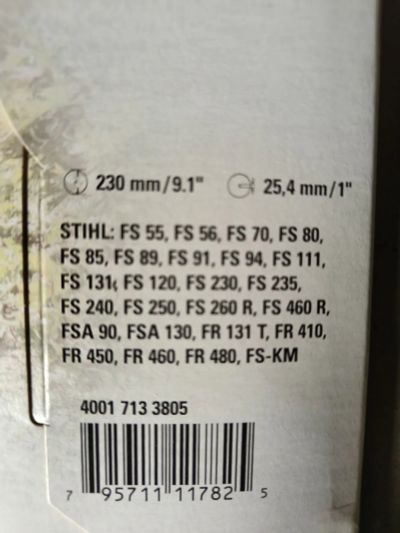 230 mm/9.1" 25,4 mm/1"
STIHL: FS 55, FS 56, FS 70, FS 80,
FS 85, FS 89, FS 91, FS 94, FS 111,
FS 131, FS 120, FS 230, FS 235,
FS 240, FS 250, FS 260 R, FS 460 R,
FSA 90, FSA 130, FR 131 T, FR 410,
FR 450, FR 460, FR 480, FS-KM
4001 713 3805
7 95711 11782 5